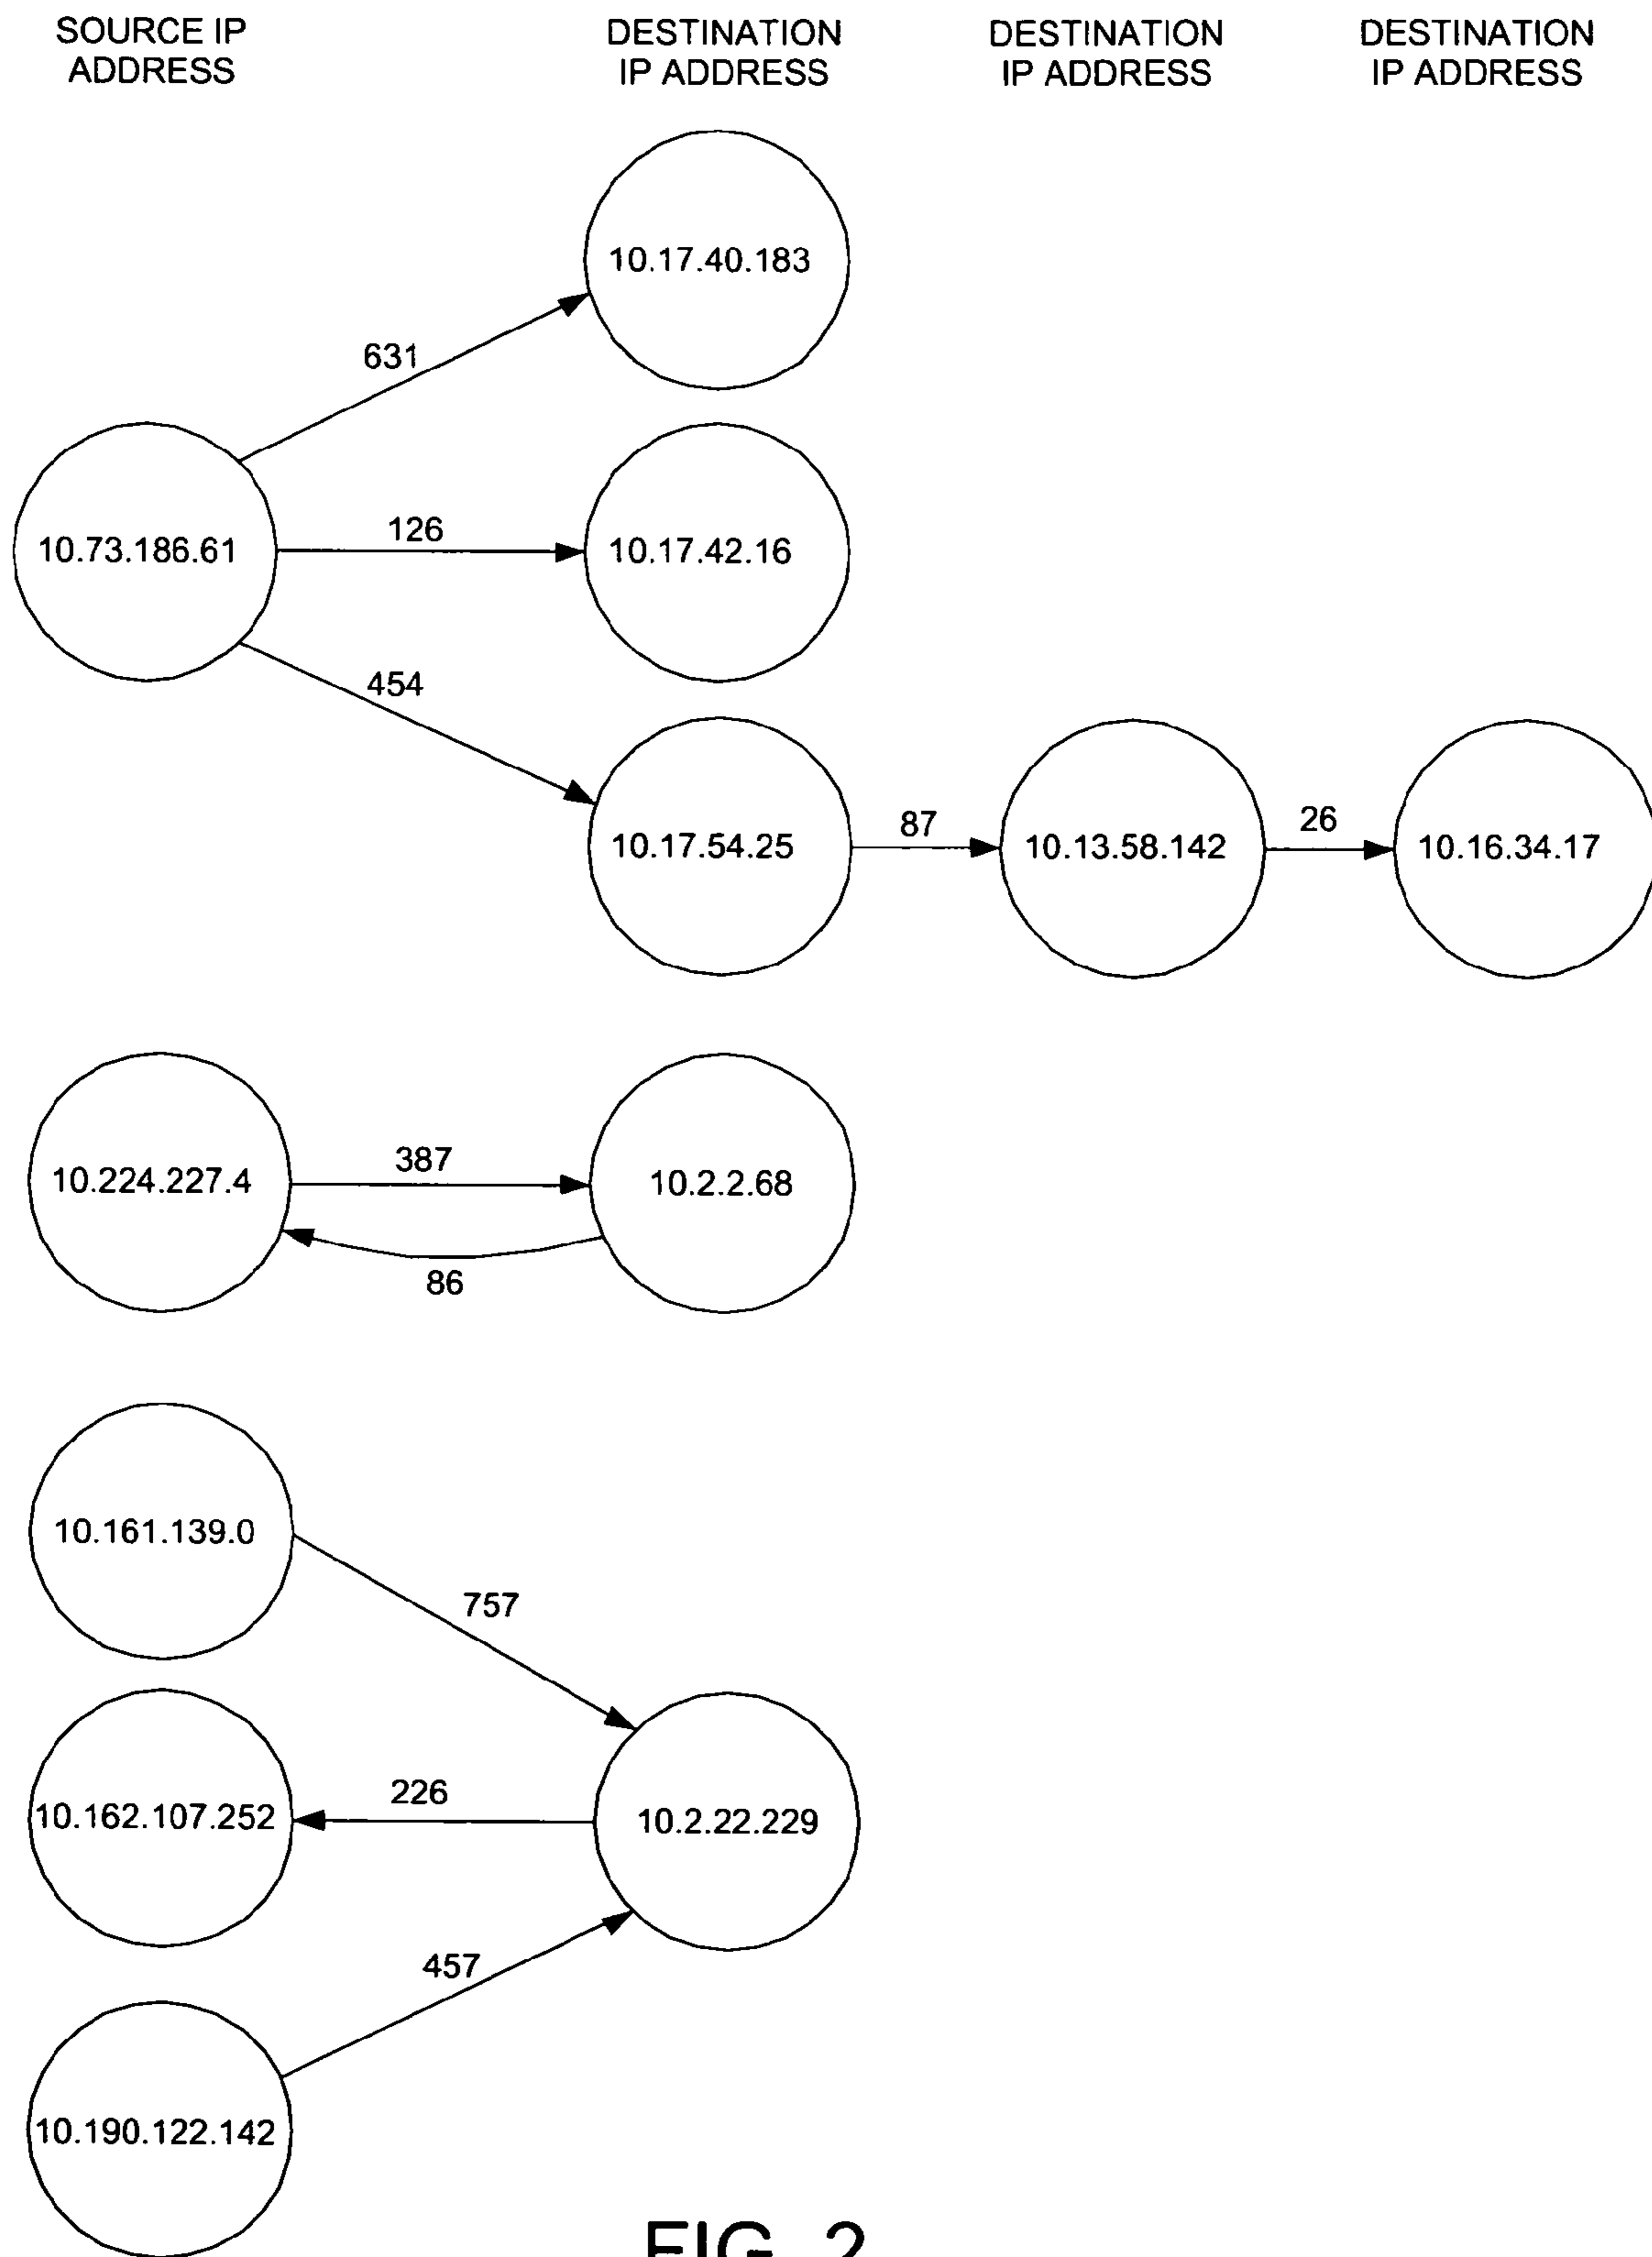 SOURCE IP
ADDRESS
DESTINATION
IP ADDRESS
DESTINATION
IP ADDRESS
DESTINATION
IP ADDRESS
10.17.40.183
631
10.73.186.61
126
10.17.42.16
454
10.17.54.25
87
10.13.58.142
26
10.16.34.17
10.224.227.4
387
10.2.2.68
86
10.161.139.0
757
10.162.107.252
226
10.2.22.229
457
10.190.122.142
FIG. 2